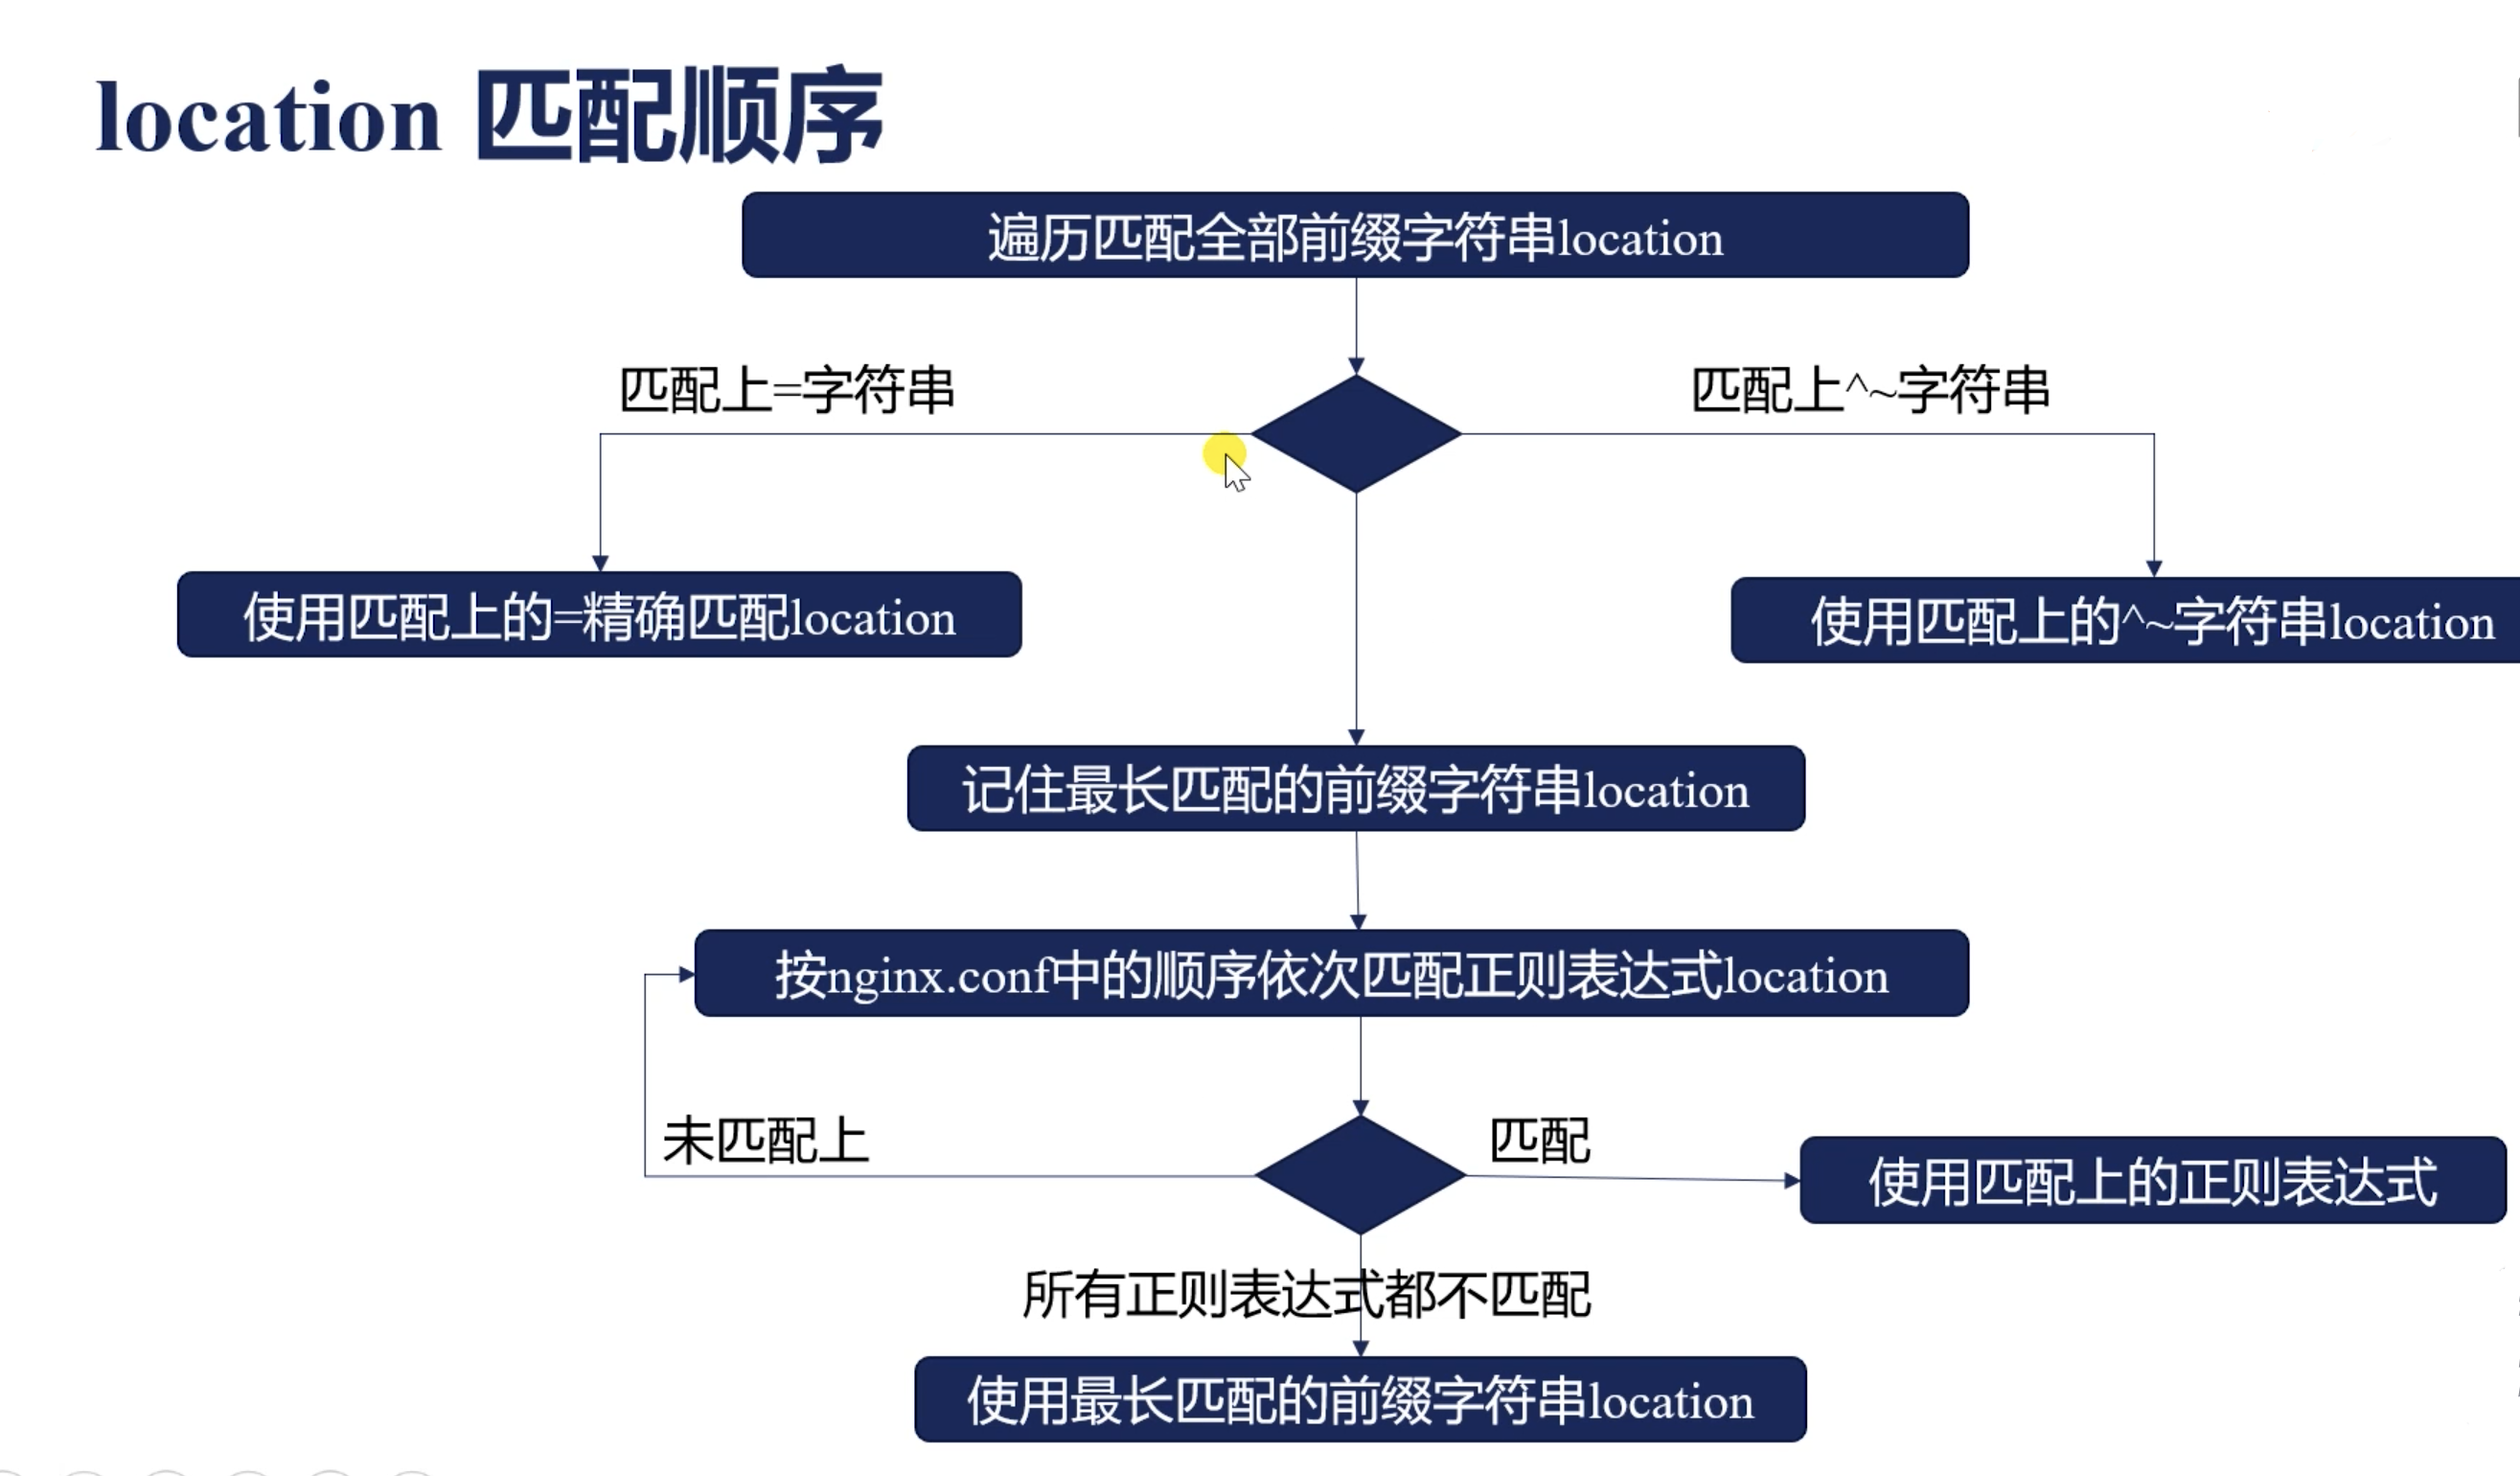 location 匹配顺序
遍历匹配全部前缀字符串location
匹配上=字符串
匹配上^~字符串
使用匹配上的=精确匹配location
使用匹配上的^~字符串location
记住最长匹配的前缀字符串location
按nginx.conf中的顺序依次匹配正则表达式location
未匹配上
匹配
使用匹配上的正则表达式
所有正则表达式都不匹配
使用最长匹配的前缀字符串location